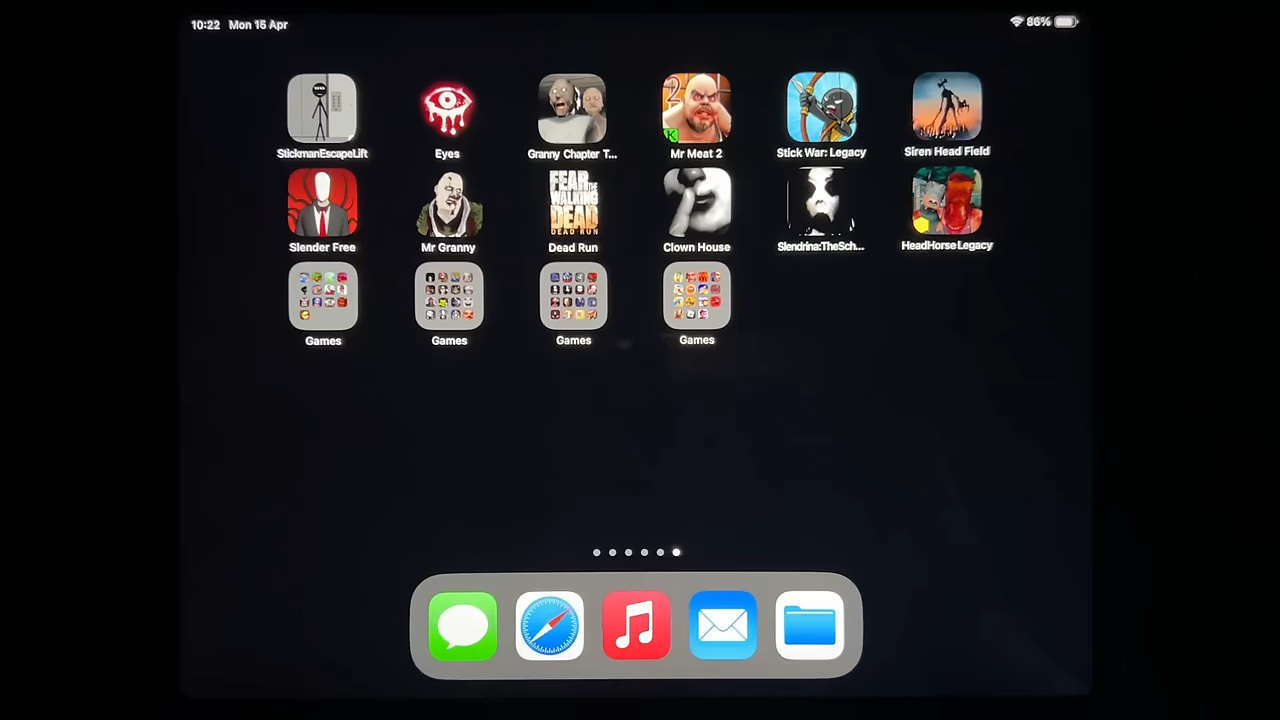 10:22 Mon 15 Apr
86%
StickmanEscapeLift
Eyes
Granny Chapter T...
Mr Meat 2
Stick War: Legacy
Siren Head Field
2
K
FEAR
THE
WALKING
DEAD
DEAD RUN
Slender Free
Mr Granny
Dead Run
Clown House
Slendrina:TheSch...
HeadHorseLegacy
Games
Games
Games
Games